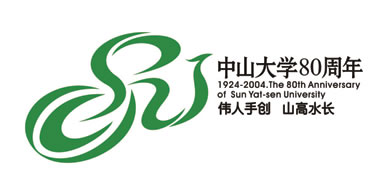 中山大学80周年
1924-2004.The 80th Anniversary
of Sun Yat-sen University
伟人手创 山高水长